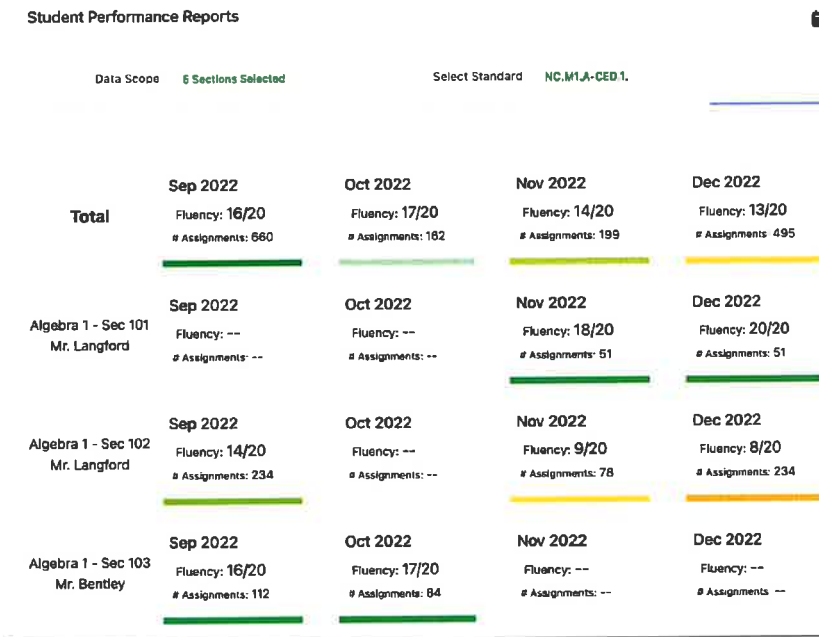 Student Performance Reports
Data Scope 6 Sections Selected Select Standard NC.M1.A-CED.1.
Sep 2022 Oct 2022 Nov 2022 Dec 2022
Total Fluency: 16/20 Fluency: 17/20 Fluency: 14/20 Fluency: 13/20
# Assignments: 660 # Assignments: 162 # Assignments: 199 # Assignments 495
Sep 2022 Oct 2022 Nov 2022 Dec 2022
Algebra 1 - Sec 101 Fluency: -- Fluency: -- Fluency: 18/20 Fluency: 20/20
Mr. Langford # Assignments: -- # Assignments: -- # Assignments: 51 # Assignments: 51
Sep 2022 Oct 2022 Nov 2022 Dec 2022
Algebra 1 - Sec 102 Fluency: 14/20 Fluency: -- Fluency: 9/20 Fluency: 8/20
Mr. Langford # Assignments: 234 # Assignments: -- # Assignments: 78 # Assignments: 234
Sep 2022 Oct 2022 Nov 2022 Dec 2022
Algebra 1 - Sec 103 Fluency: 16/20 Fluency: 17/20 Fluency: -- Fluency: --
Mr. Bentley # Assignments: 112 # Assignments: 84 # Assignments: -- # Assignments --